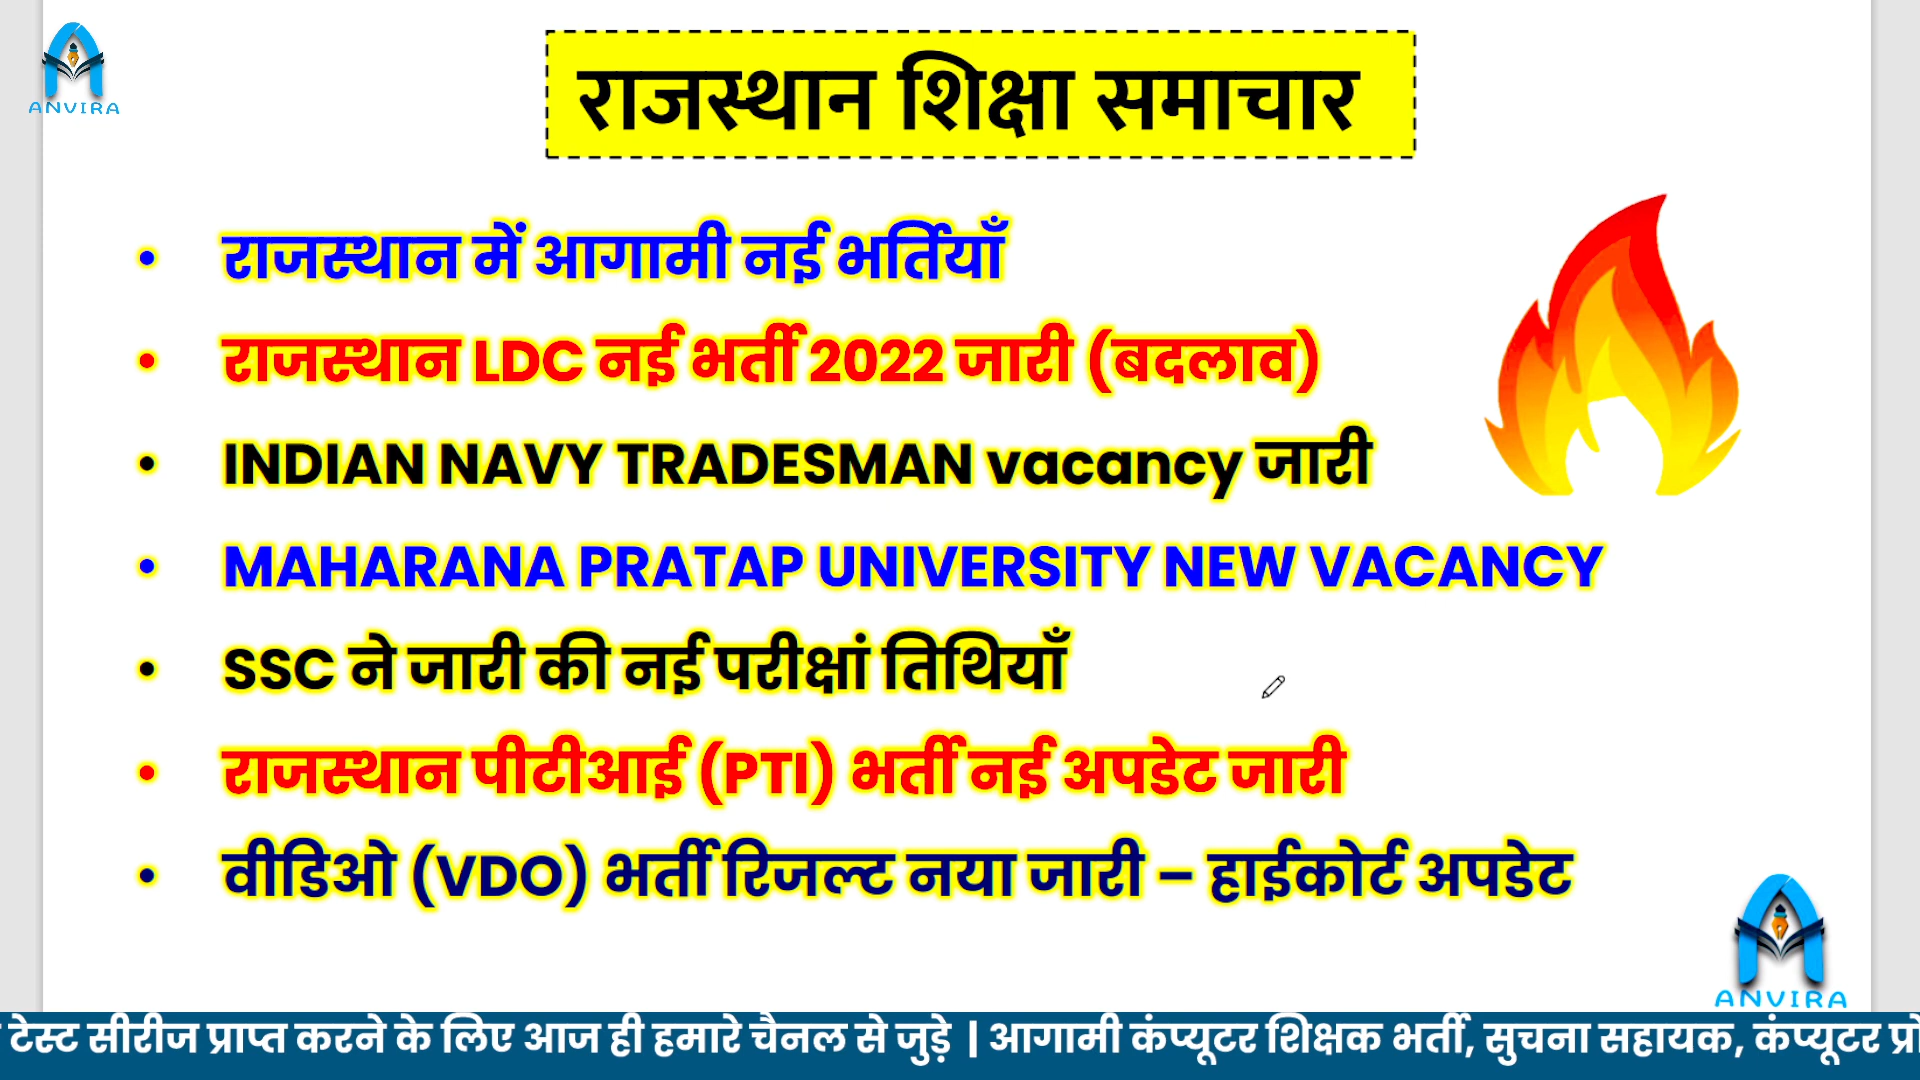 ANVIRA
राजस्थान शिक्षा समाचार
• राजस्थान में आगामी नई भर्तियाँ
• राजस्थान LDC नई भर्ती 2022 जारी (बदलाव)
• INDIAN NAVY TRADESMAN vacancy जारी
• MAHARANA PRATAP UNIVERSITY NEW VACANCY
• SSC ने जारी की नई परीक्षां तिथियाँ
• राजस्थान पीटीआई (PTI) भर्ती नई अपडेट जारी
• वीडिओ (VDO) भर्ती रिजल्ट नया जारी – हाईकोर्ट अपडेट
ANVIRA
टेस्ट सीरीज प्राप्त करने के लिए आज ही हमारे चैनल से जुड़े | आगामी कंप्यूटर शिक्षक भर्ती, सुचना सहायक, कंप्यूटर